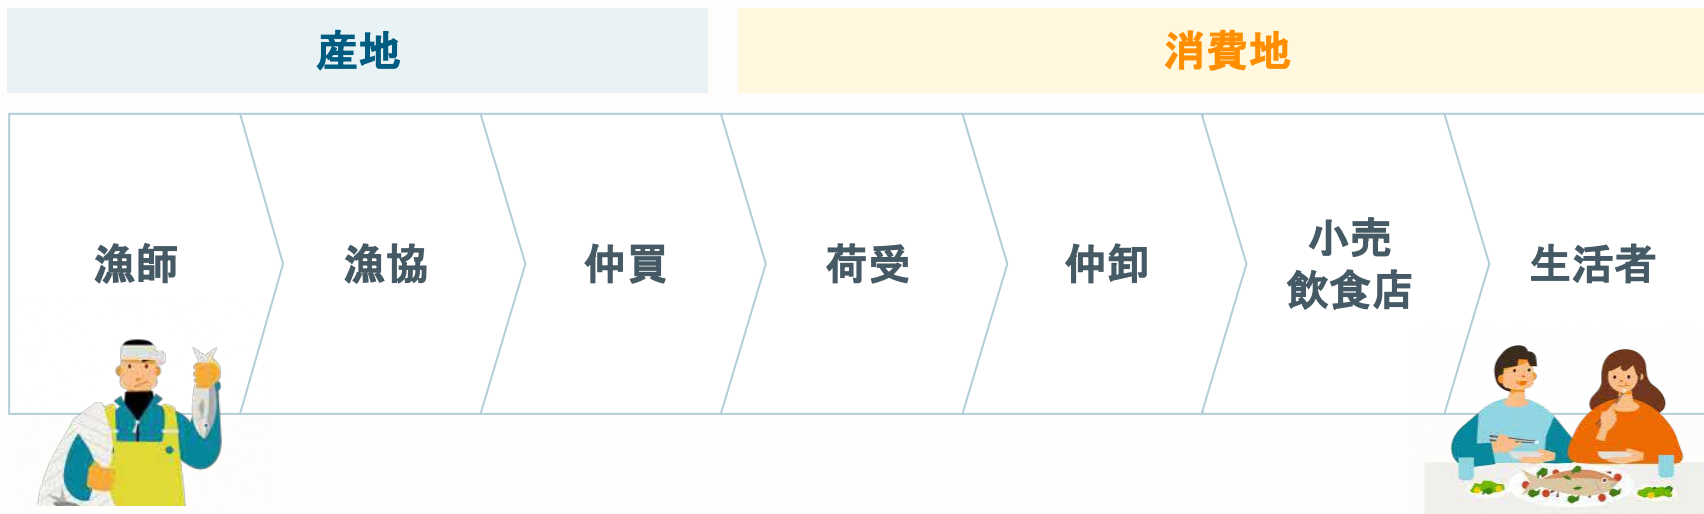 産地
消費地
漁師
漁協
仲買
荷受
仲卸
小売
飲食店
生活者